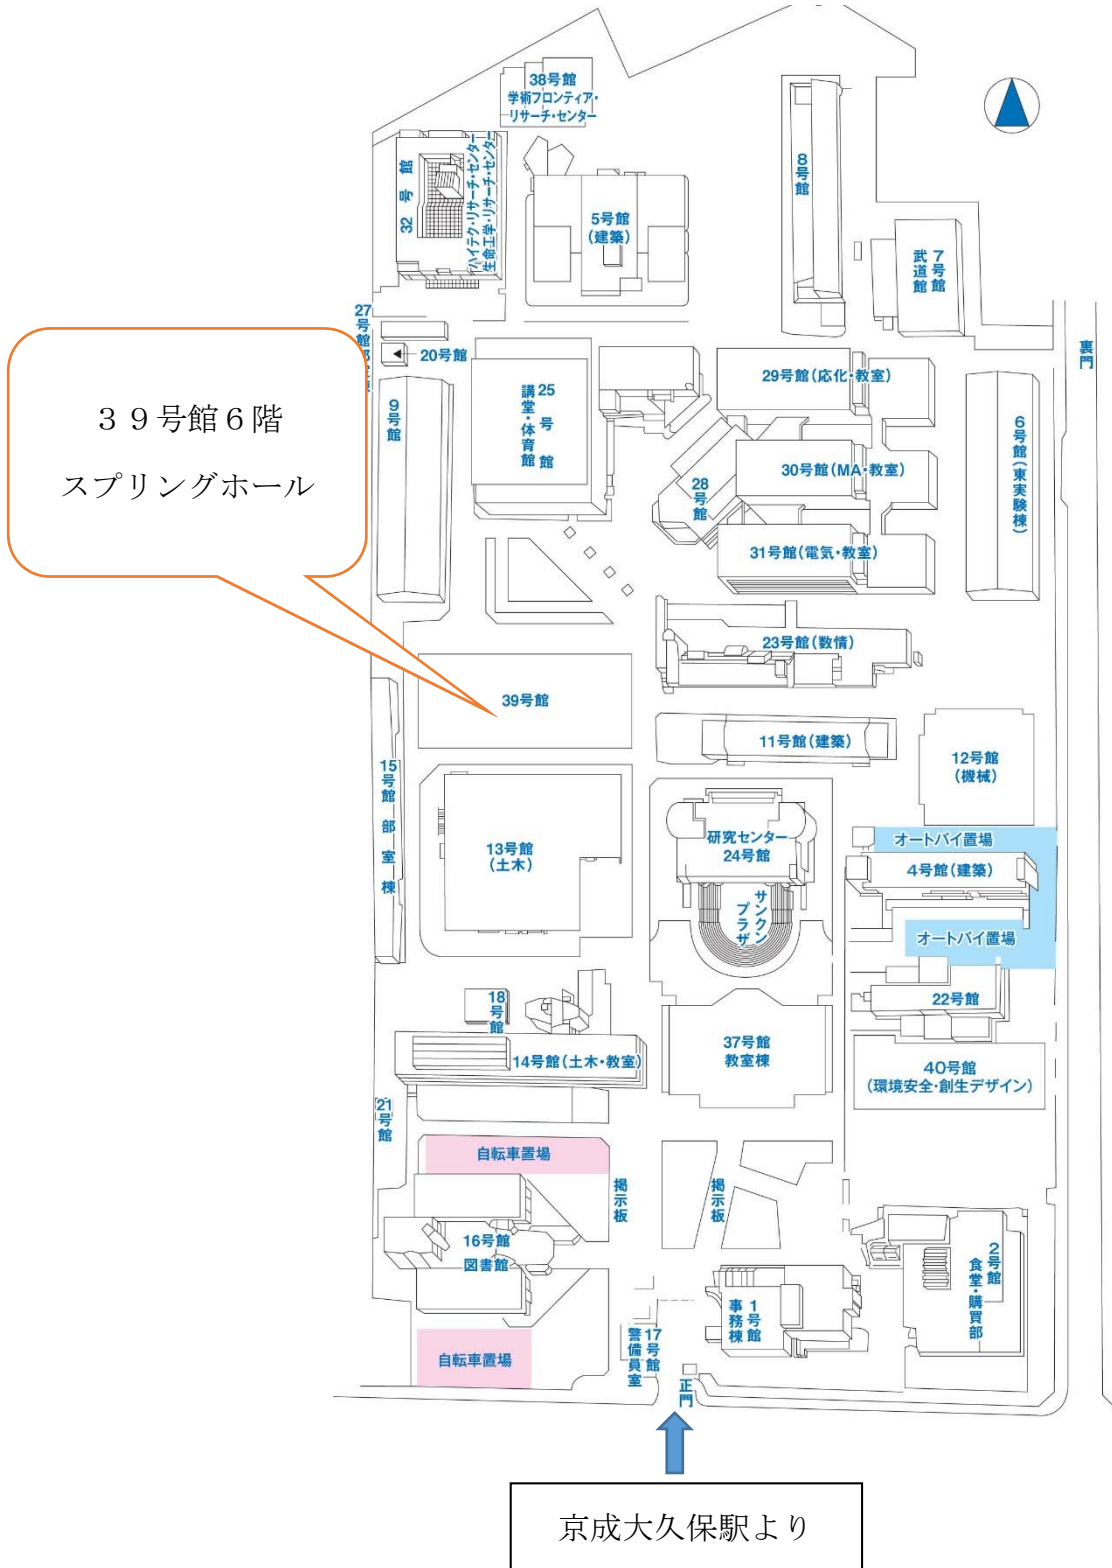 38号館
学術フロンティア・
リサーチ・センター
32号館
ハイテク・リサーチ・センター
生命工学・リサーチ・センター
5号館
(建築)
8号館
7号館
武道館
27号館
20号館
裏門
39号館6階
スプリングホール
9号館
25号館
講堂・体育館
29号館(応化・教室)
30号館(MA・教室)
28号館
31号館(電気・教室)
6号館(東実験棟)
23号館(数情)
39号館
11号館(建築)
12号館
(機械)
15号館 部室棟
13号館
(土木)
研究センター
24号館
サンクン
プラザ
オートバイ置場
4号館(建築)
オートバイ置場
22号館
18号館
14号館(土木・教室)
37号館
教室棟
40号館
(環境安全・創生デザイン)
21号館
自転車置場
掲示板
掲示板
16号館
図書館
2号館
食堂・購買部
1号館
事務棟
17号館
警備員室
自転車置場
正門
京成大久保駅より